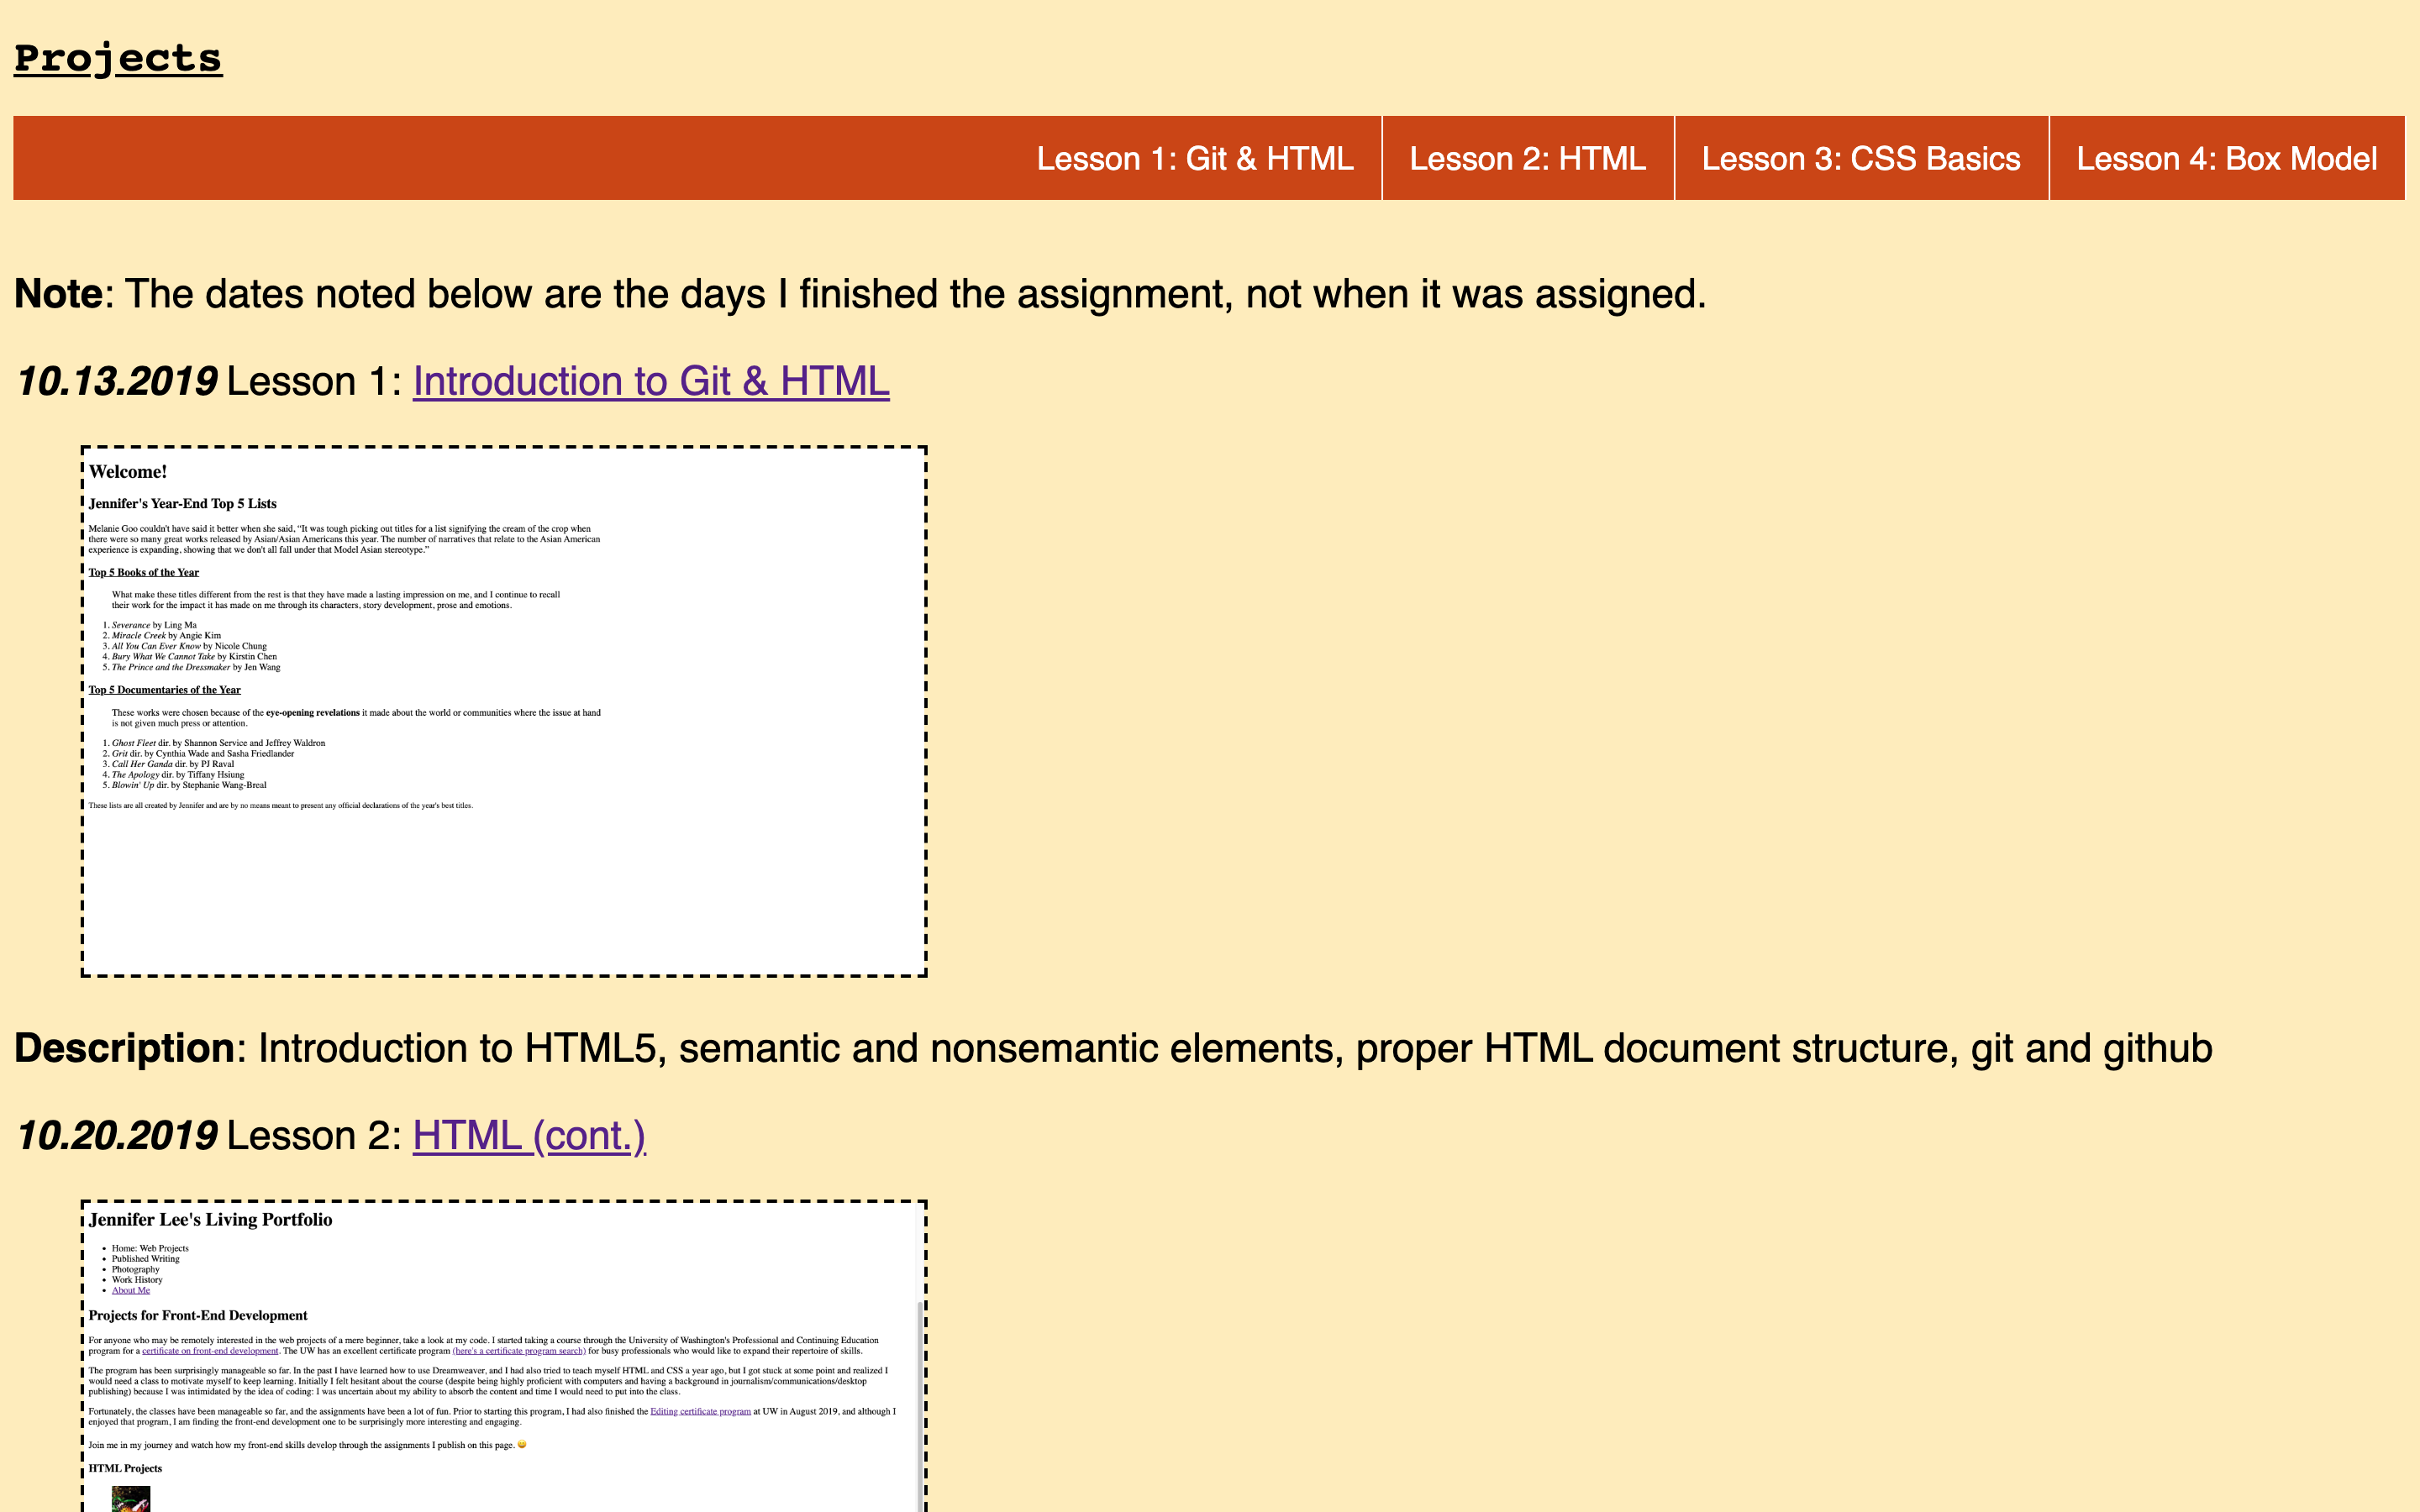 Projects
Lesson 1: Git & HTML
Lesson 2: HTML
Lesson 3: CSS Basics
Lesson 4: Box Model
Note: The dates noted below are the days I finished the assignment, not when it was assigned.
10.13.2019 Lesson 1: Introduction to Git & HTML
Welcome!
Jennifer's Year-End Top 5 Lists
Melanie Goo couldn't have said it better when she said, “It was tough picking out titles for a list signifying the cream of the crop when
there were so many great works released by Asian/Asian Americans this year. The number of narratives that relate to the Asian American
experience is expanding, showing that we don't all fall under that Model Asian stereotype.”
Top 5 Books of the Year
What make these titles different from the rest is that they have made a lasting impression on me, and I continue to recall
their work for the impact it has made on me through its characters, story development, prose and emotions.
1. Severance by Ling Ma
2. Miracle Creek by Angie Kim
3. All You Can Ever Know by Nicole Chung
4. Bury What We Cannot Take by Kirstin Chen
5. The Prince and the Dressmaker by Jen Wang
Top 5 Documentaries of the Year
These works were chosen because of the eye-opening revelations it made about the world or communities where the issue at hand
is not given much press or attention.
1. Ghost Fleet dir. by Shannon Service and Jeffrey Waldron
2. Grit dir. by Cynthia Wade and Sasha Friedlander
3. Call Her Ganda dir. by PJ Raval
4. The Apology dir. by Tiffany Hsiung
5. Blowin' Up dir. by Stephanie Wang-Breal
These lists are all created by Jennifer and are by no means meant to present any official declarations of the year's best titles.
Description: Introduction to HTML5, semantic and nonsemantic elements, proper HTML document structure, git and github
10.20.2019 Lesson 2: HTML (cont.)
Jennifer Lee's Living Portfolio
• Home: Web Projects
• Published Writing
• Photography
• Work History
• About Me
Projects for Front-End Development
For anyone who may be remotely interested in the web projects of a mere beginner, take a look at my code. I started taking a course through the University of Washington's Professional and Continuing Education
program for a certificate on front-end development. The UW has an excellent certificate program (here's a certificate program search) for busy professionals who would like to expand their repertoire of skills.
The program has been surprisingly manageable so far. In the past I have learned how to use Dreamweaver, and I had also tried to teach myself HTML and CSS a year ago, but I got stuck at some point and realized I
would need a class to motivate myself to keep learning. Initially I felt hesitant about the course (despite being highly proficient with computers and having a background in journalism/communications/desktop
publishing) because I was intimidated by the idea of coding: I was uncertain about my ability to absorb the content and time I would need to put into the class.
Fortunately, the classes have been manageable so far, and the assignments have been a lot of fun. Prior to starting this program, I had also finished the Editing certificate program at UW in August 2019, and although I
enjoyed that program, I am finding the front-end development one to be surprisingly more interesting and engaging.
Join me in my journey and watch how my front-end skills develop through the assignments I publish on this page. 😄
HTML Projects